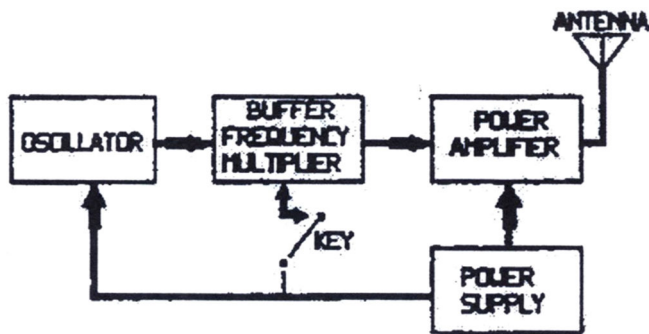 ANTENNA
OSCILLATOR
BUFFER
FREQUENCY
MULTIPLIER
POWER
AMPLIFIER
KEY
POWER
SUPPLY